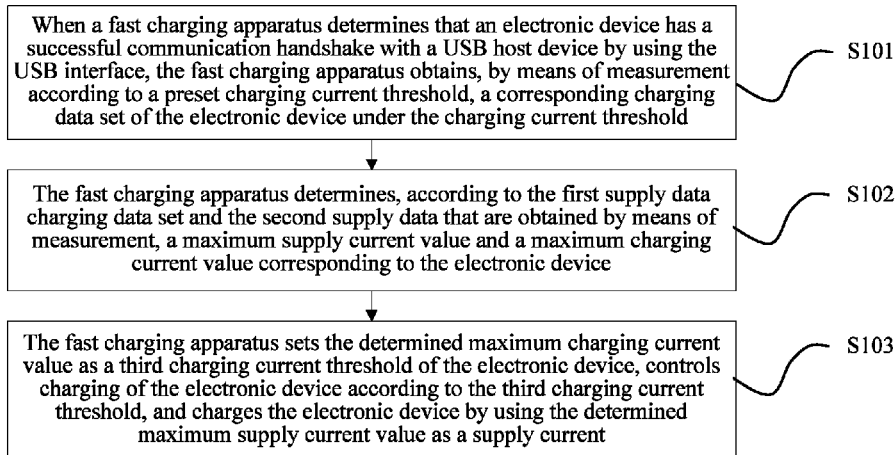 When a fast charging apparatus determines that an electronic device has a
successful communication handshake with a USB host device by using the
USB interface, the fast charging apparatus obtains, by means of measurement
according to a preset charging current threshold, a corresponding charging
data set of the electronic device under the charging current threshold
S101
The fast charging apparatus determines, according to the first supply data
charging data set and the second supply data that are obtained by means of
measurement, a maximum supply current value and a maximum charging
current value corresponding to the electronic device
S102
The fast charging apparatus sets the determined maximum charging current
value as a third charging current threshold of the electronic device, controls
charging of the electronic device according to the third charging current
threshold, and charges the electronic device by using the determined
maximum supply current value as a supply current
S103